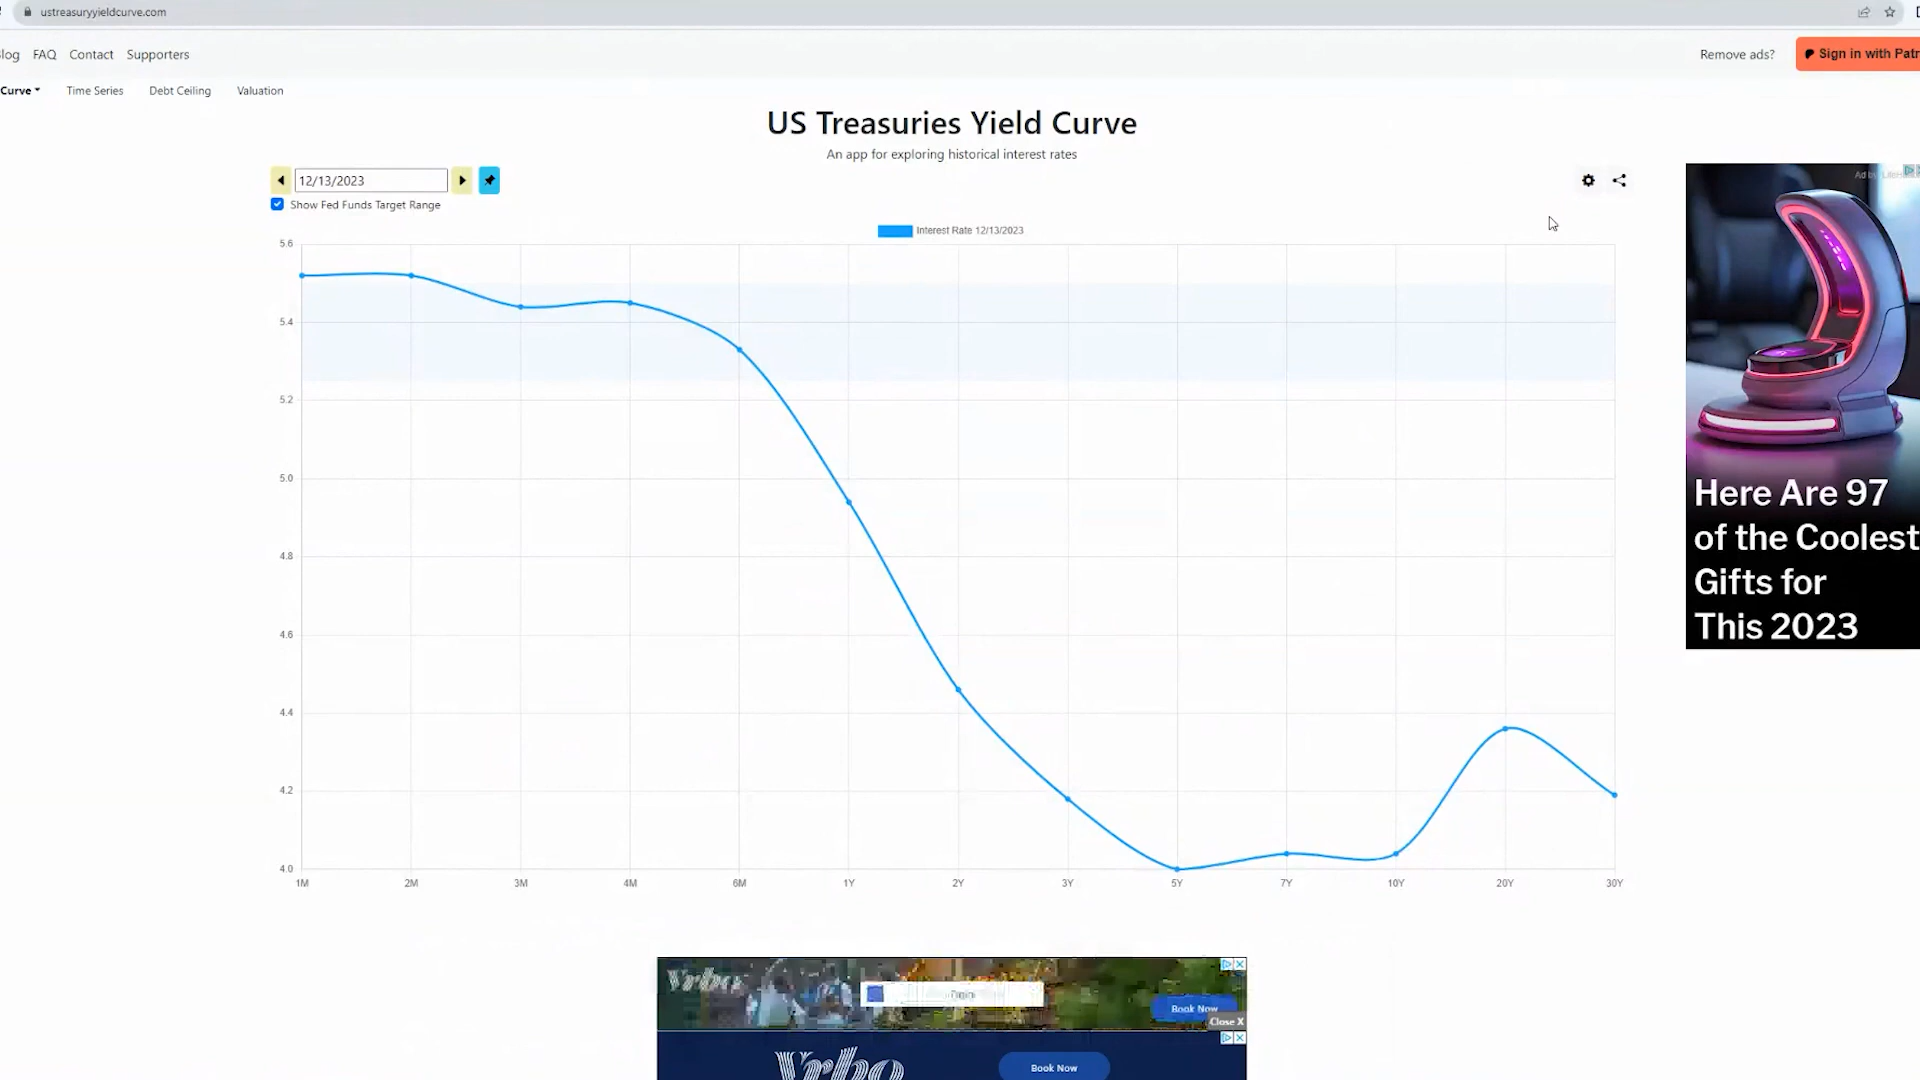 ustreasuryyieldcurve.com
log FAQ Contact Supporters
Remove ads?
Sign in with Patr
Curve Time Series Debt Ceiling Valuation
US Treasuries Yield Curve
An app for exploring historical interest rates
12/13/2023
Show Fed Funds Target Range
Interest Rate 12/13/2023
5.6
5.4
5.2
5.0
4.8
4.6
4.4
4.2
4.0
1M 2M 3M 4M 6M 1Y 2Y 3Y 5Y 7Y 10Y 20Y 30Y
Ad by
Here Are 97
of the Coolest
Gifts for
This 2023
Vrbo
Book Now
Close X
Vrbo
Book Now